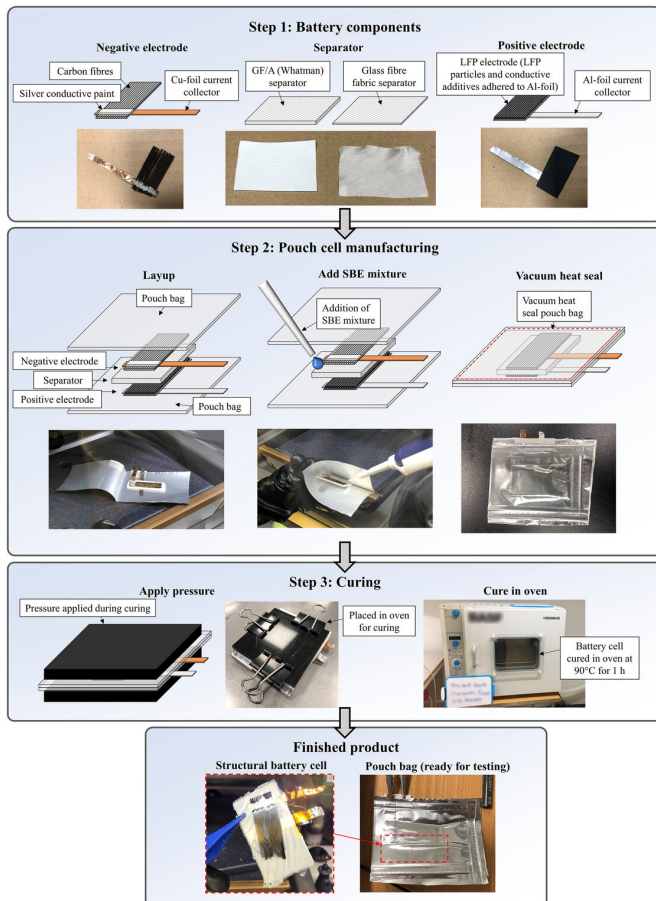 Step 1: Battery components
Negative electrode
Carbon fibres
Silver conductive paint
Cu-foil current
collector
Separator
GF/A (Whatman)
separator
Glass fibre
fabric separator
Positive electrode
LFP electrode (LFP
particles and conductive
additives adhered to Al-foil)
Al-foil current
collector
Step 2: Pouch cell manufacturing
Layup
Pouch bag
Negative electrode
Separator
Positive electrode
Pouch bag
Add SBE mixture
Addition of
SBE mixture
Vacuum heat seal
Vacuum heat
seal pouch bag
Step 3: Curing
Apply pressure
Pressure applied during curing
Placed in oven
for curing
Cure in oven
Battery cell
cured in oven at
90°C for 1 h
Finished product
Structural battery cell
Pouch bag (ready for testing)